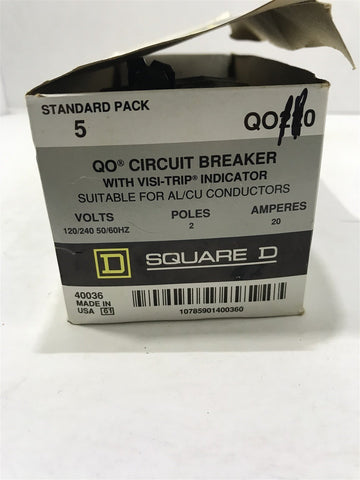 STANDARD PACK
5
QO
0
QO® CIRCUIT BREAKER
WITH VISI-TRIP® INDICATOR
SUITABLE FOR AL/CU CONDUCTORS
VOLTS POLES AMPERES
120/240 50/60HZ 2 20
D SQUARE D
40036
MADE IN
USA 61
10785901400360